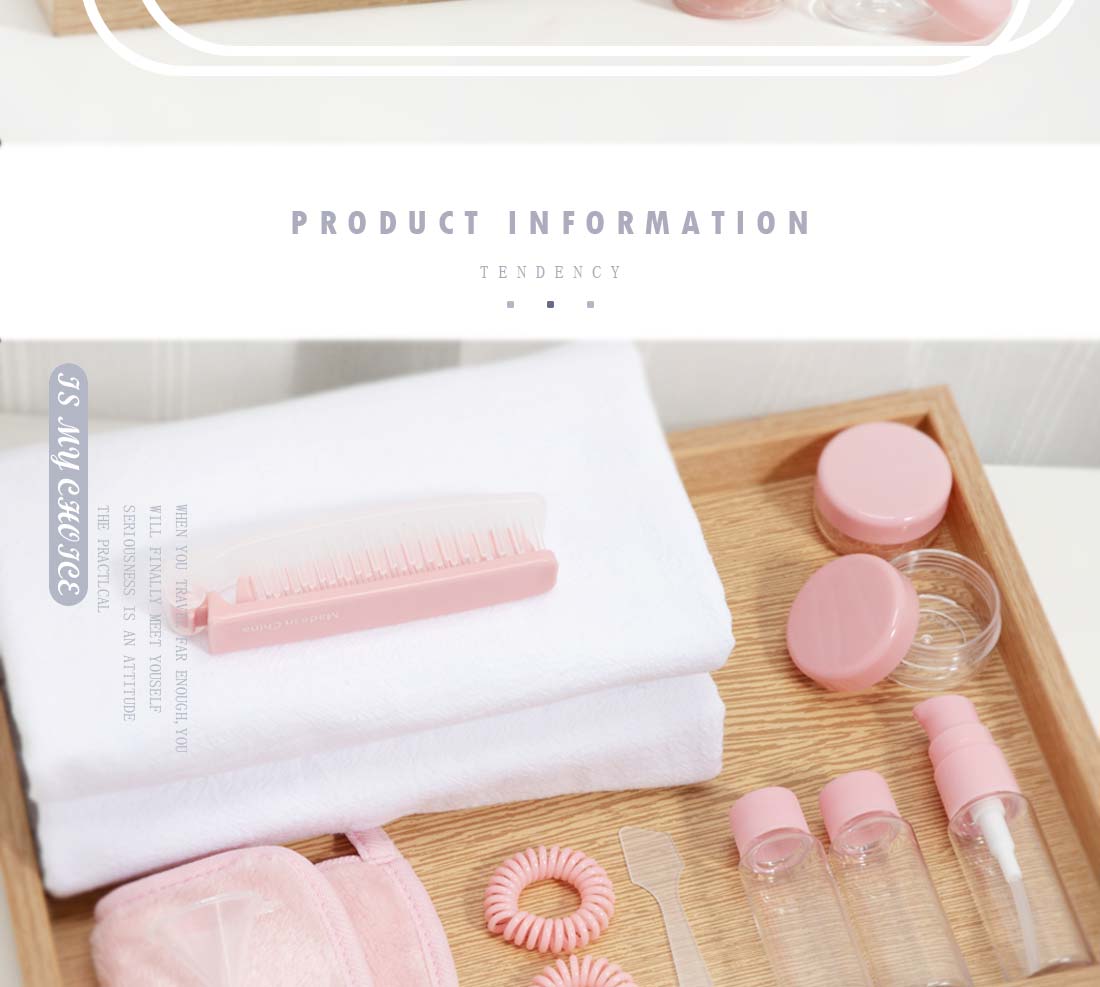 PRODUCT INFORMATION
TENDENCY
IS MY CHOICE
WHEN YOU TRAVEL FAR ENOUGH, YOU
WILL FINALLY MEET YOUSELF
SERIOUSNESS IS AN ATTITUDE
THE PRACTLCAL
Made in China